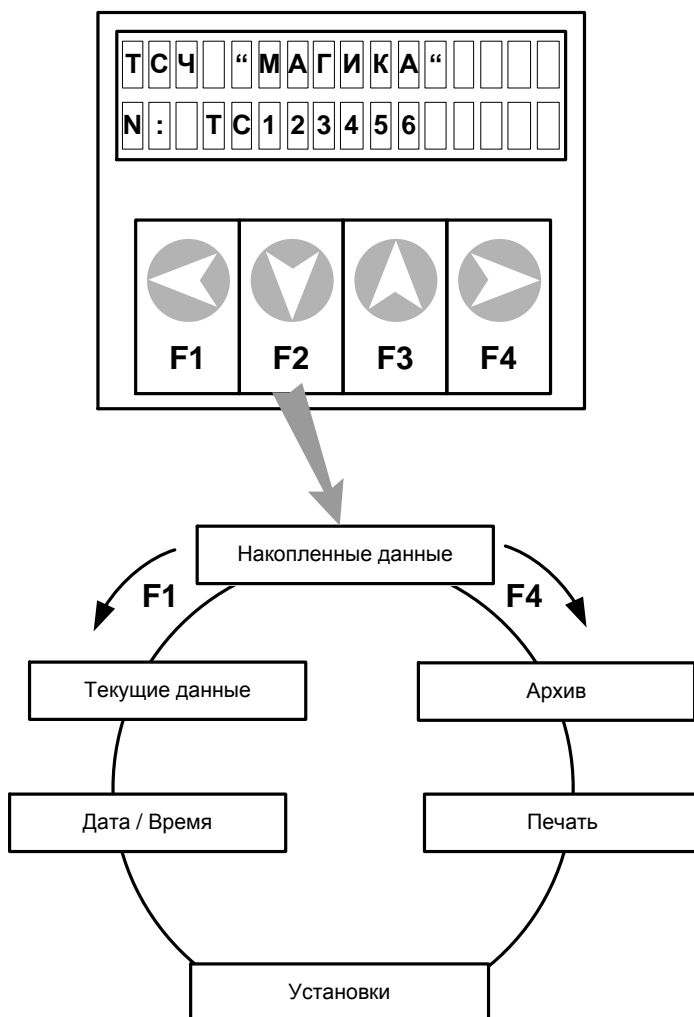 ТСЧ “МАГИКА“
N: ТС123456
F1 F2 F3 F4
Накопленные данные
F1 F4
Текущие данные Архив
Дата / Время Печать
Установки